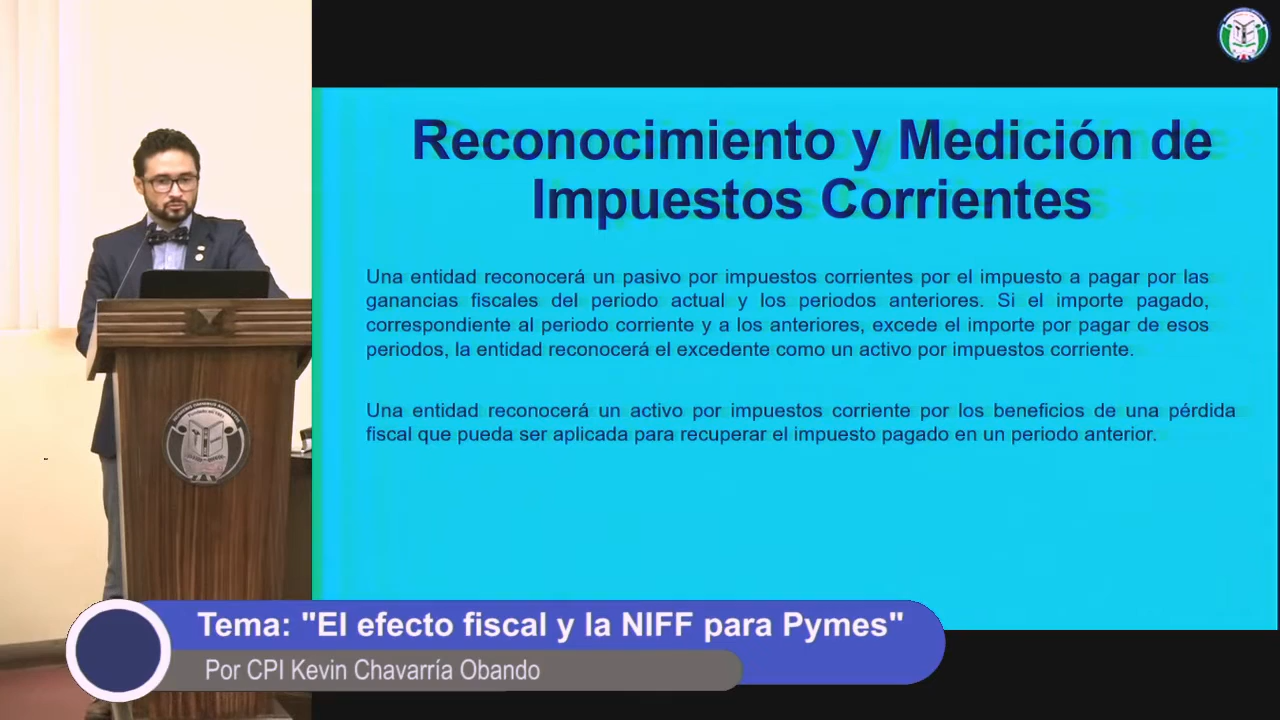 Reconocimiento y Medición de
Impuestos Corrientes
Una entidad reconocerá un pasivo por impuestos corrientes por el impuesto a pagar por las
ganancias fiscales del periodo actual y los periodos anteriores. Si el importe pagado,
correspondiente al periodo corriente y a los anteriores, excede el importe por pagar de esos
periodos, la entidad reconocerá el excedente como un activo por impuestos corriente.
Una entidad reconocerá un activo por impuestos corriente por los beneficios de una pérdida
fiscal que pueda ser aplicada para recuperar el impuesto pagado en un periodo anterior.
Tema: "El efecto fiscal y la NIFF para Pymes"
Por CPI Kevin Chavarría Obando